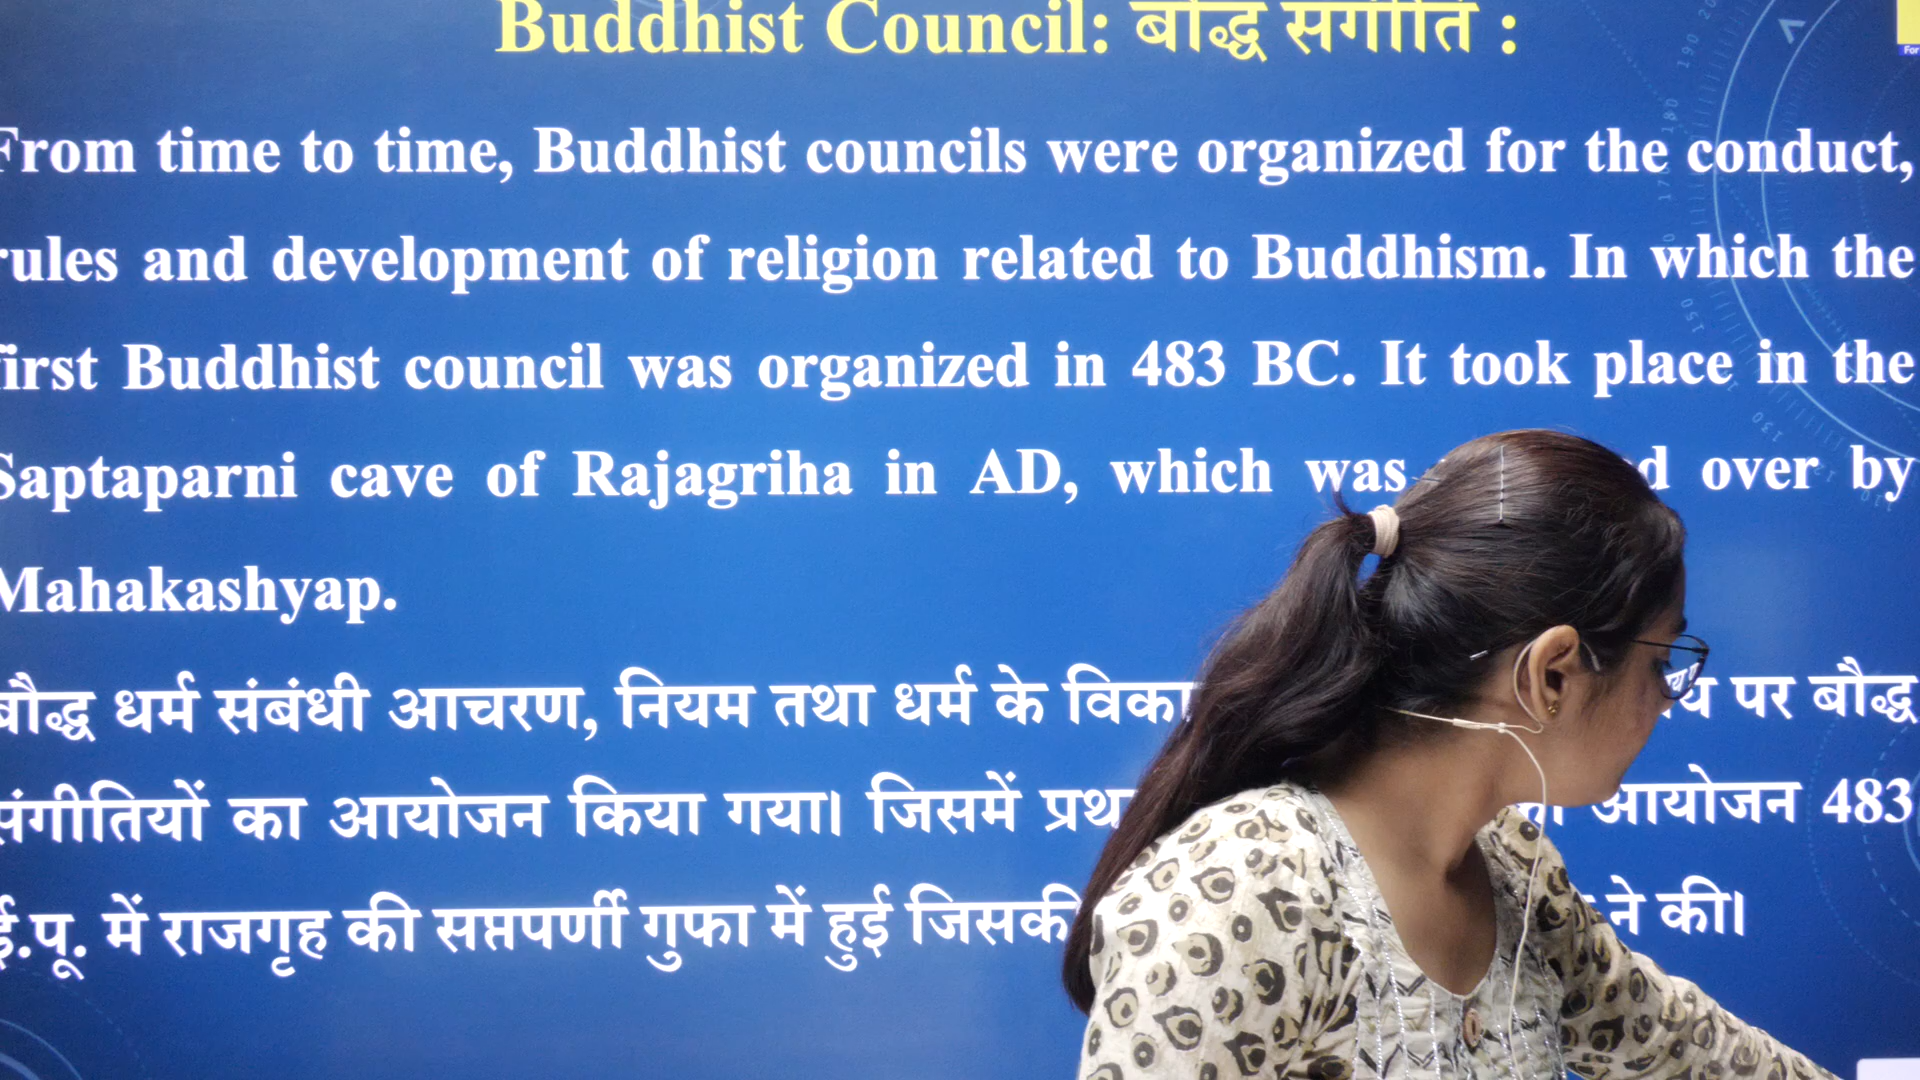 Buddhist Council: बौद्ध संगीति :
From time to time, Buddhist councils were organized for the conduct,
rules and development of religion related to Buddhism. In which the
first Buddhist council was organized in 483 BC. It took place in the
Saptaparni cave of Rajagriha in AD, which was over by
Mahakashyap.
बौद्ध धर्म संबंधी आचरण, नियम तथा धर्म के पर बौद्ध
संगीतियों का आयोजन किया गया। जिसमें आयोजन 483
ई.पू. में राजगृह की सप्तपर्णी गुफा में हुई ने की।